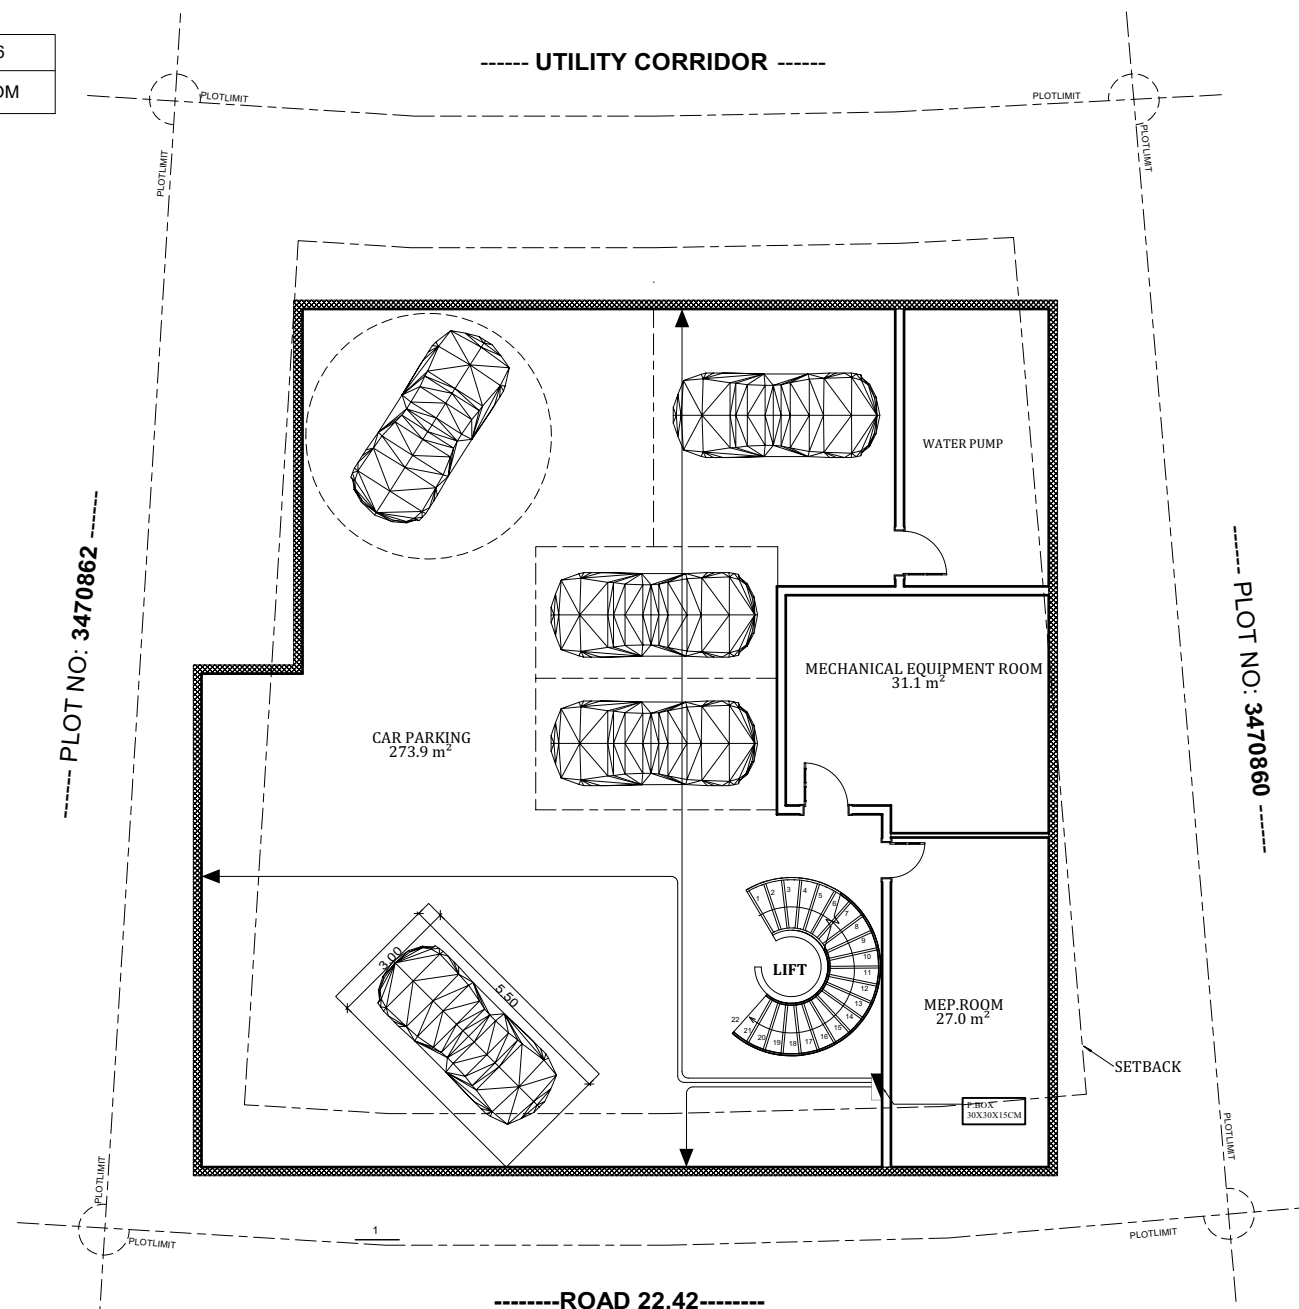 6
OM
------ UTILITY CORRIDOR ------
PLOTLIMIT
PLOTLIMIT
PLOTLIMIT
PLOTLIMIT
WATER PUMP
------ PLOT NO: 3470862 ------
------ PLOT NO: 3470860 ------
MECHANICAL EQUIPMENT ROOM
31.1 m²
CAR PARKING
273.9 m²
1
2
3
4
5
6
7
8
9
10
11
12
13
14
15
16
17
18
19
20
21
22
LIFT
3.00
5.50
MEP.ROOM
27.0 m²
SETBACK
P.BOX
30X30X15CM
PLOTLIMIT
PLOTLIMIT
PLOTLIMIT
PLOTLIMIT
1
--------ROAD 22.42--------